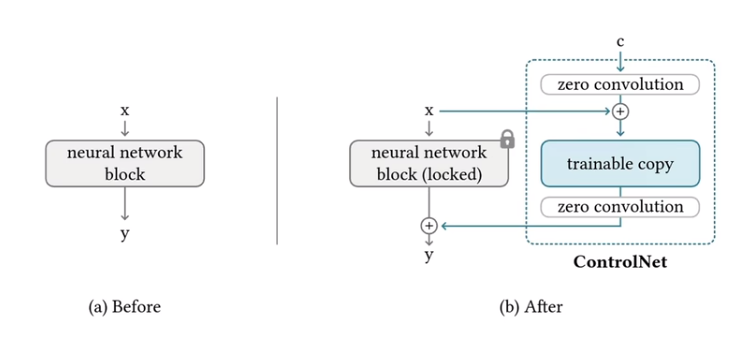 x
neural network
block
y
(a) Before
x
neural network
block (locked)
y
c
zero convolution
trainable copy
zero convolution
ControlNet
(b) After